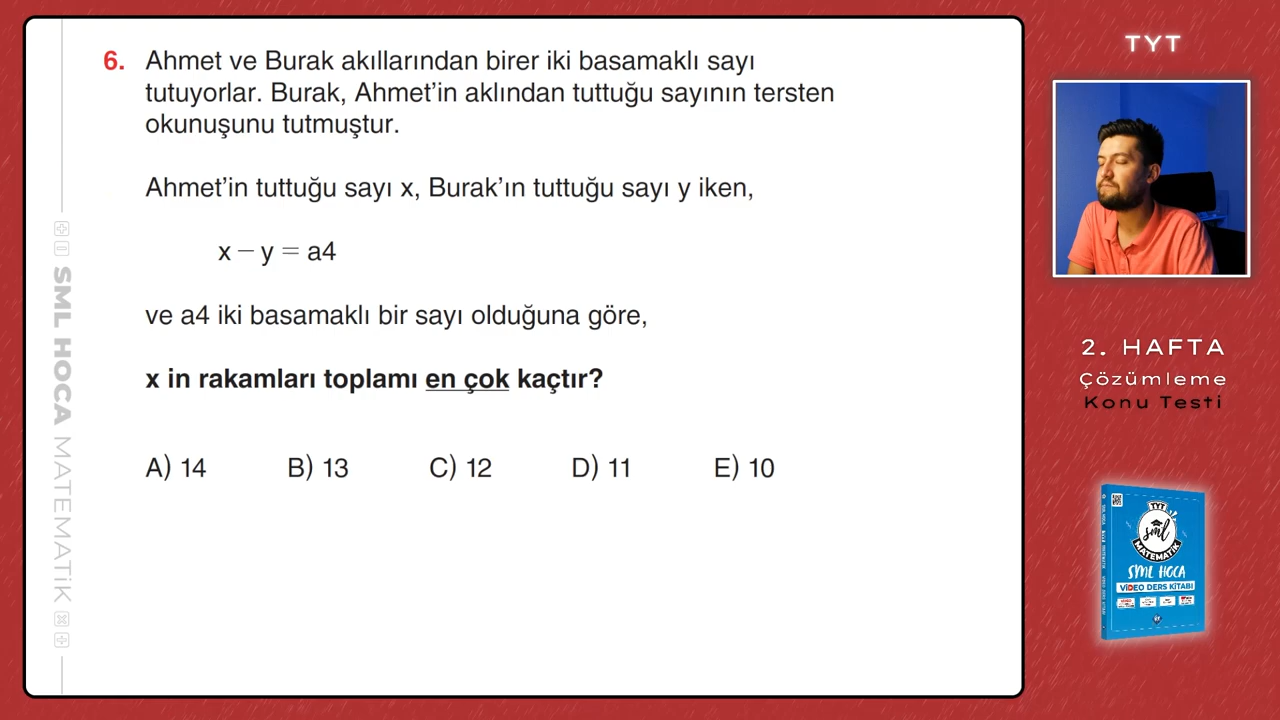 6. Ahmet ve Burak akıllarından birer iki basamaklı sayı
tutuyorlar. Burak, Ahmet’in aklından tuttuğu sayının tersten
okunuşunu tutmuştur.
Ahmet’in tuttuğu sayı x, Burak’ın tuttuğu sayı y iken,
x − y = a4
ve a4 iki basamaklı bir sayı olduğuna göre,
x in rakamları toplamı en çok kaçtır?
A) 14 B) 13 C) 12 D) 11 E) 10
SML HOCA MATEMATİK
TYT
2. HAFTA
Çözümleme
Konu Testi
TYT
sml
MATEMATİK
SML HOCA
VİDEO DERS KİTABI